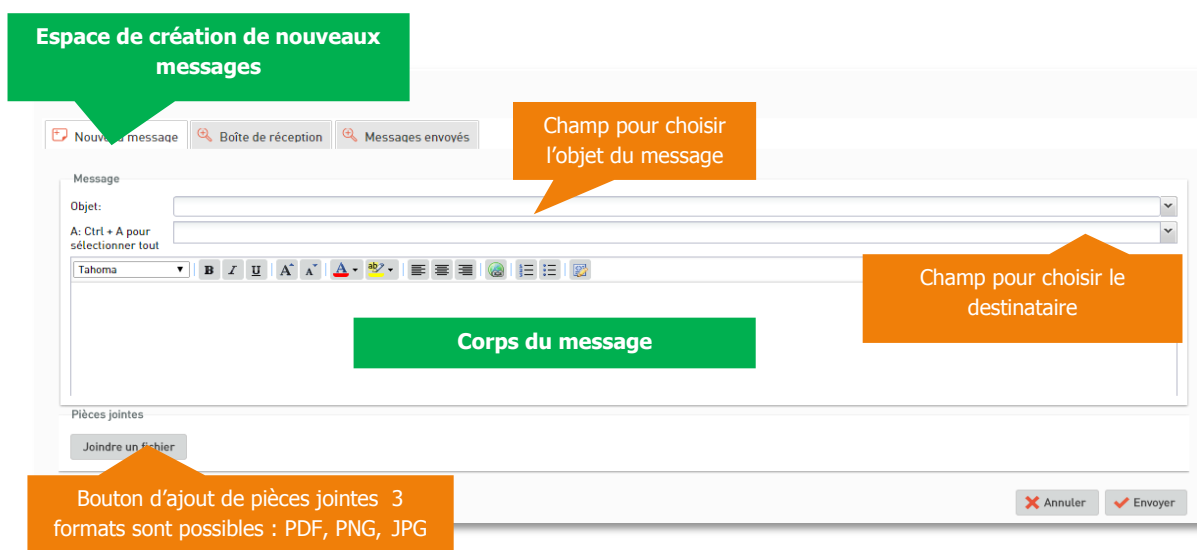 Espace de création de nouveaux
messages
Champ pour choisir
l'objet du message
Nouveau message
Boîte de réception
Messages envoyés
Message
Objet:
A: Ctrl + A pour
sélectionner tout
Tahoma
B I U A A A ab
Champ pour choisir le
destinataire
Corps du message
Pièces jointes
Joindre un fichier
Bouton d'ajout de pièces jointes 3
formats sont possibles : PDF, PNG, JPG
Annuler
Envoyer